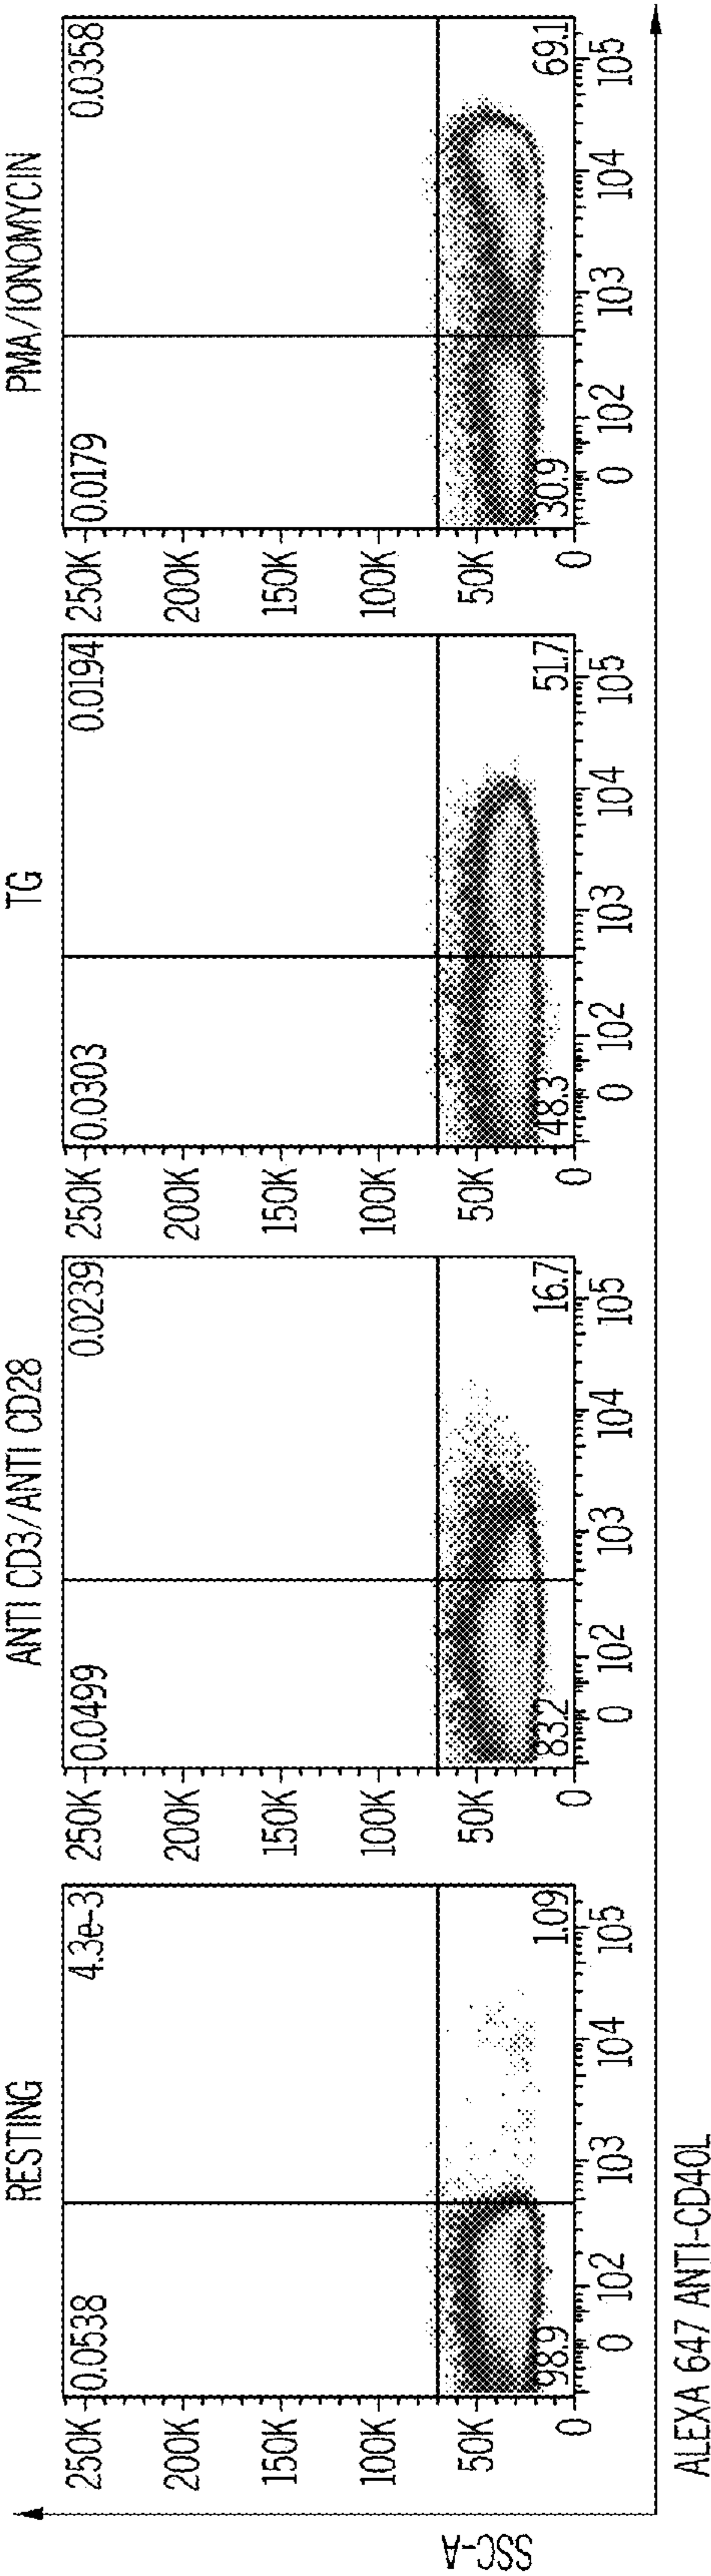 RESTING
ANTI CD3/ANTI CD28
TG
PMA/IONOMYCIN
SSC-A
250K
200K
150K
100K
50K
0
0.0538
4.3e-3
98.9
1.09
0 10² 10³ 10⁴ 10⁵
250K
200K
150K
100K
50K
0
0.0499
0.0239
83.2
16.7
0 10² 10³ 10⁴ 10⁵
250K
200K
150K
100K
50K
0
0.0303
0.0194
48.3
51.7
0 10² 10³ 10⁴ 10⁵
250K
200K
150K
100K
50K
0
0.0179
0.0358
30.9
69.1
0 10² 10³ 10⁴ 10⁵
ALEXA 647 ANTI-CD40L